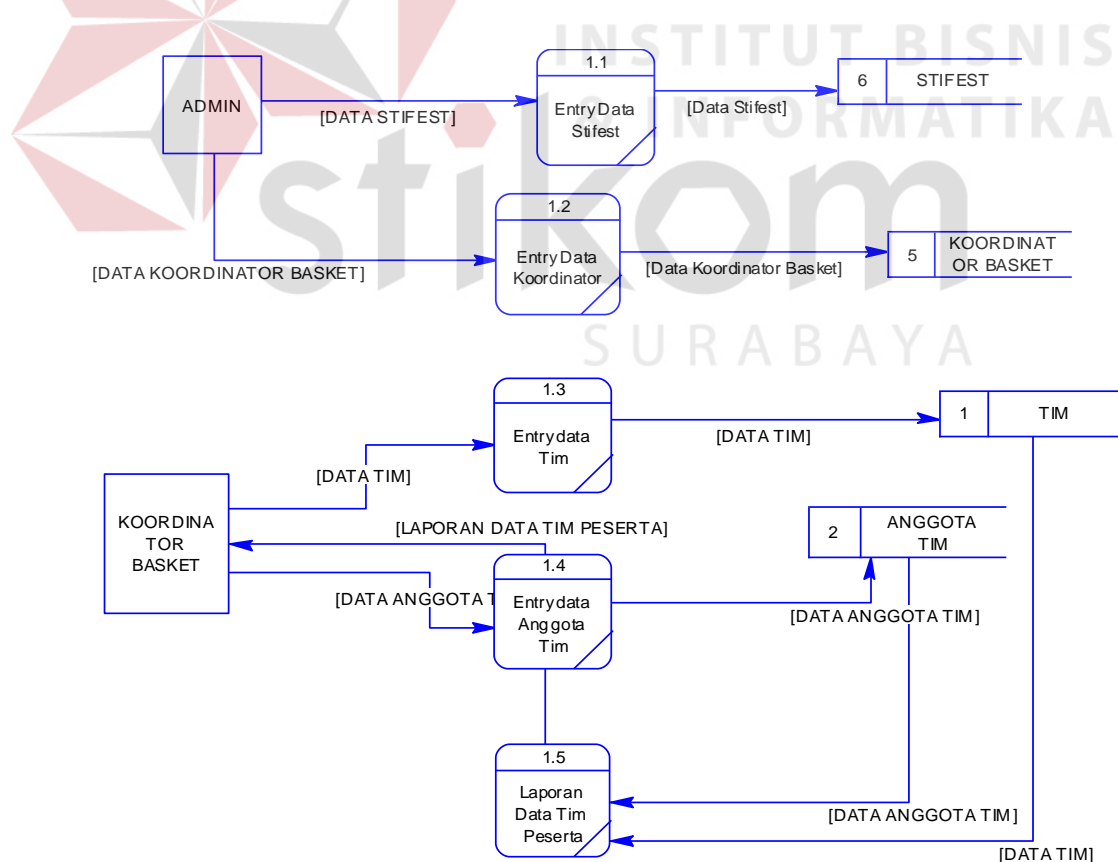 INSTITUT BISNIS
& INFORMATIKA
stikom
SURABAYA
ADMIN
[DATA STIFEST]
1.1
Entry Data
Stifest
[Data Stifest]
6
STIFEST
[DATA KOORDINATOR BASKET]
1.2
Entry Data
Koordinator
[Data Koordinator Basket]
5
KOORDINAT
OR BASKET
1.3
Entry data
Tim
[DATA TIM]
1
TIM
[DATA TIM]
KOORDINA
TOR
BASKET
[LAPORAN DATA TIM PESERTA]
2
ANGGOTA
TIM
1.4
Entry data
Anggota
Tim
[DATA ANGGOTA T
[DATA ANGGOTA TIM]
1.5
Laporan
Data Tim
Peserta
[DATA ANGGOTA TIM]
[DATA TIM]